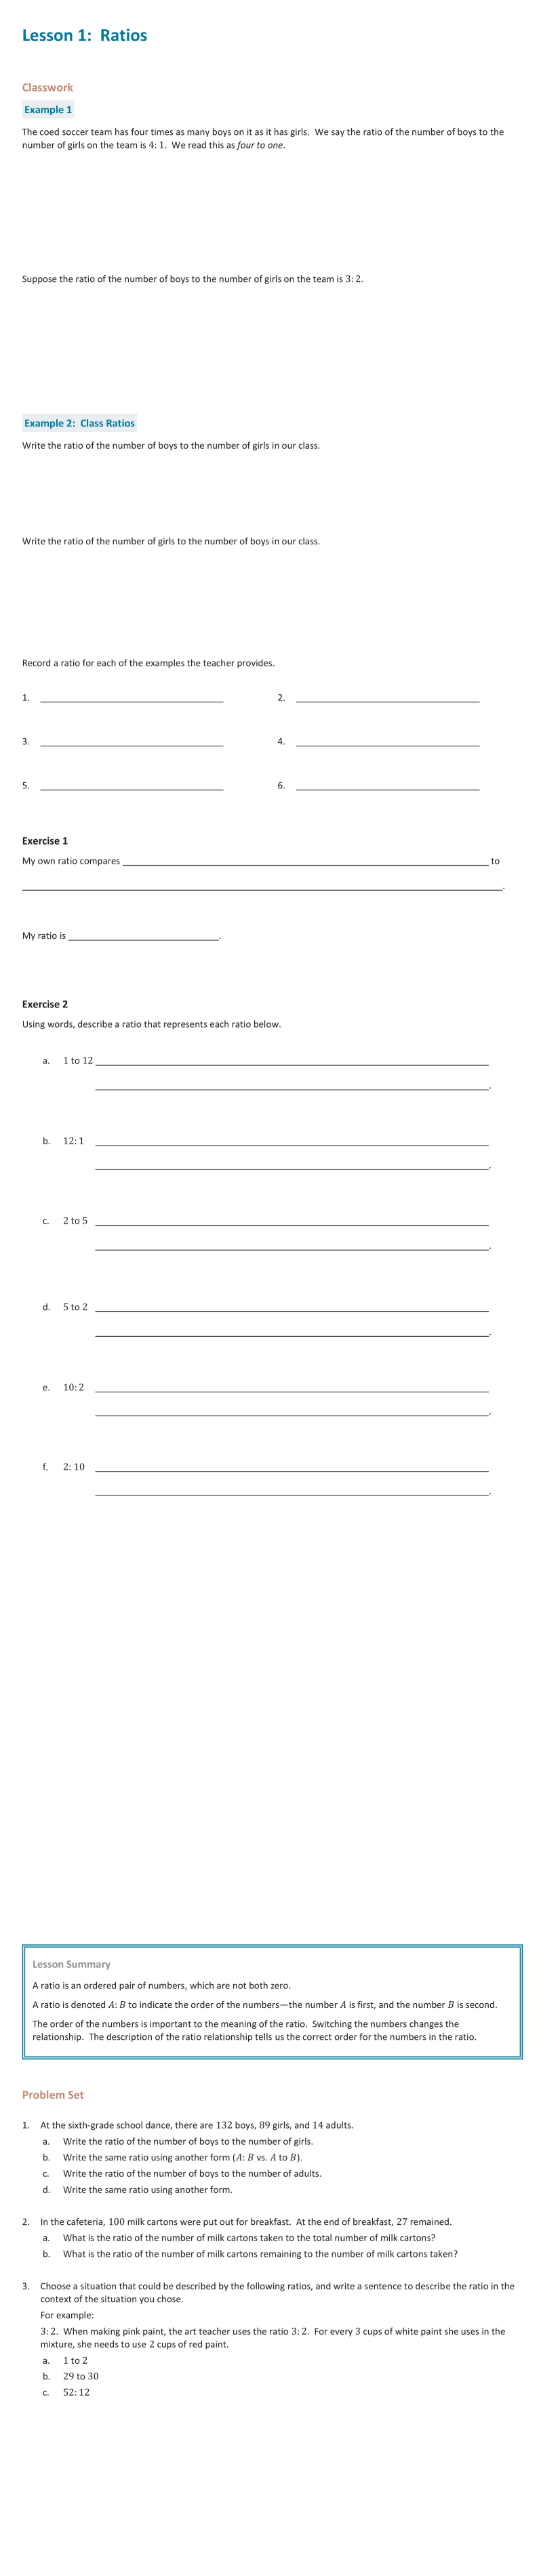 Lesson 1:  Ratios
Classwork
Example 1
The coed soccer team has four times as many boys on it as it has girls.  We say the ratio of the number of boys to the
number of girls on the team is 4: 1.  We read this as four to one.
Suppose the ratio of the number of boys to the number of girls on the team is 3: 2.
Example 2:  Class Ratios
Write the ratio of the number of boys to the number of girls in our class.
Write the ratio of the number of girls to the number of boys in our class.
Record a ratio for each of the examples the teacher provides.
1. ________________________ 2. ________________________
3. ________________________ 4. ________________________
5. ________________________ 6. ________________________
Exercise 1
My own ratio compares ________________________ to
________________________.
My ratio is ________________________.
Exercise 2
Using words, describe a ratio that represents each ratio below.
a. 1 to 12 ________________________
________________________.
b. 12: 1 ________________________
________________________.
c. 2 to 5 ________________________
________________________.
d. 5 to 2 ________________________
________________________.
e. 10: 2 ________________________
________________________.
f. 2: 10 ________________________
________________________.
Lesson Summary
A ratio is an ordered pair of numbers, which are not both zero.
A ratio is denoted A: B to indicate the order of the numbers—the number A is first, and the number B is second.
The order of the numbers is important to the meaning of the ratio.  Switching the numbers changes the
relationship.  The description of the ratio relationship tells us the correct order for the numbers in the ratio.
Problem Set
1. At the sixth-grade school dance, there are 132 boys, 89 girls, and 14 adults.
a. Write the ratio of the number of boys to the number of girls.
b. Write the same ratio using another form (A: B vs. A to B).
c. Write the ratio of the number of boys to the number of adults.
d. Write the same ratio using another form.
2. In the cafeteria, 100 milk cartons were put out for breakfast.  At the end of breakfast, 27 remained.
a. What is the ratio of the number of milk cartons taken to the total number of milk cartons?
b. What is the ratio of the number of milk cartons remaining to the number of milk cartons taken?
3. Choose a situation that could be described by the following ratios, and write a sentence to describe the ratio in the
context of the situation you chose.
For example:
3: 2.  When making pink paint, the art teacher uses the ratio 3: 2.  For every 3 cups of white paint she uses in the
mixture, she needs to use 2 cups of red paint.
a. 1 to 2
b. 29 to 30
c. 52: 12